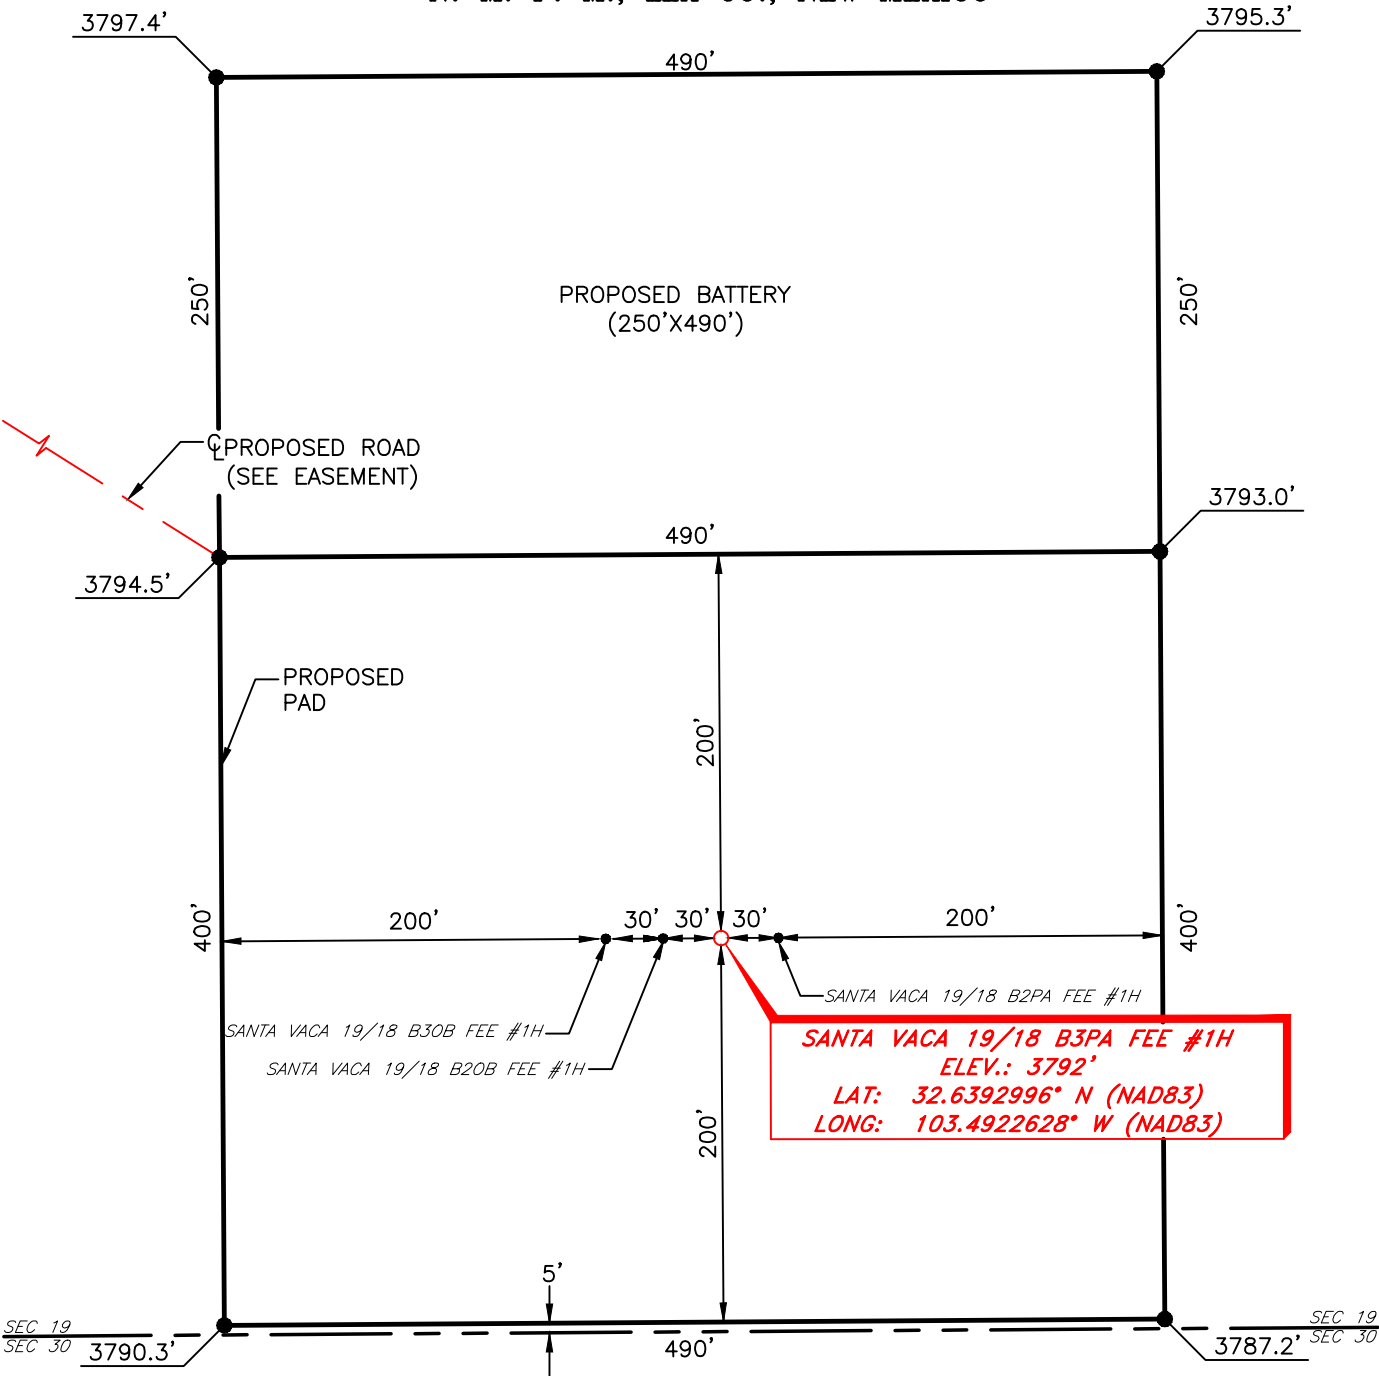 3797.4'
3795.3'
490'
250'
250'
PROPOSED BATTERY
(250'X490')
℄ PROPOSED ROAD
(SEE EASEMENT)
3793.0'
490'
3794.5'
PROPOSED
PAD
200'
400'
200'
30'
30'
30'
200'
400'
SANTA VACA 19/18 B2PA FEE #1H
SANTA VACA 19/18 B3OB FEE #1H
SANTA VACA 19/18 B2OB FEE #1H
SANTA VACA 19/18 B3PA FEE #1H
ELEV.: 3792'
LAT: 32.6392996° N (NAD83)
LONG: 103.4922628° W (NAD83)
200'
5'
SEC 19
SEC 30
3790.3'
490'
3787.2'
SEC 19
SEC 30